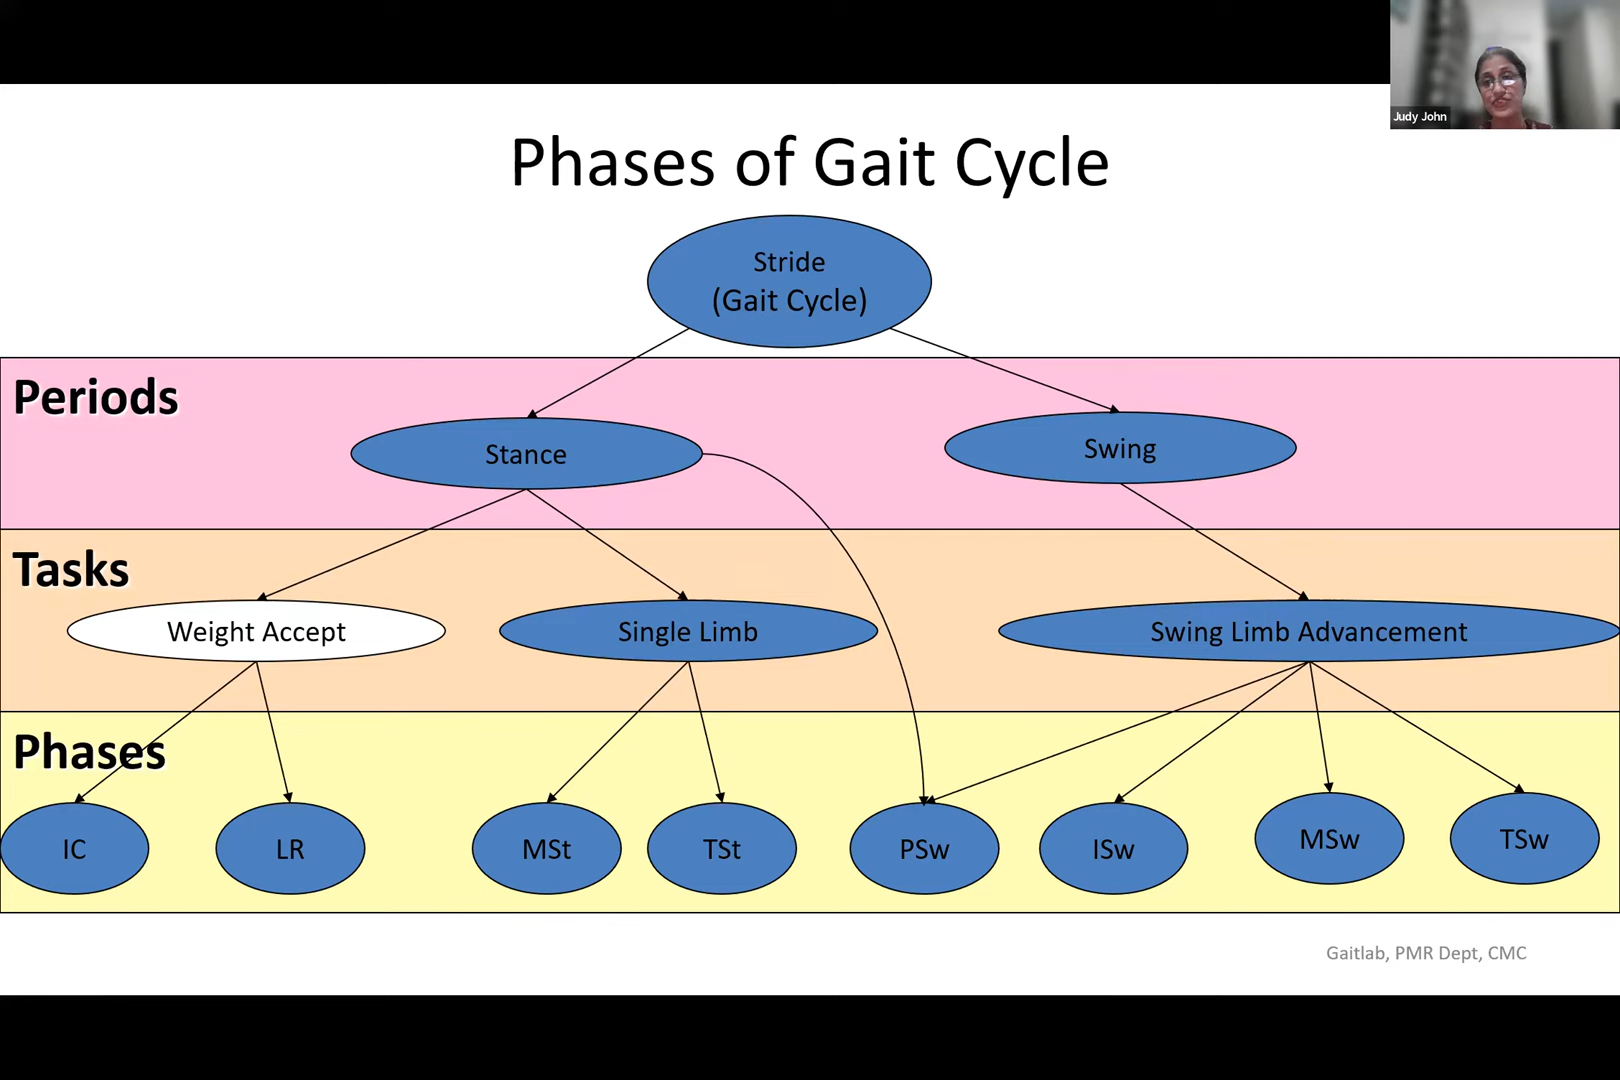 Judy John
Phases of Gait Cycle
Stride
(Gait Cycle)
Periods
Stance
Swing
Tasks
Weight Accept
Single Limb
Swing Limb Advancement
Phases
IC
LR
MSt
TSt
PSw
ISw
MSw
TSw
Gaitlab, PMR Dept, CMC